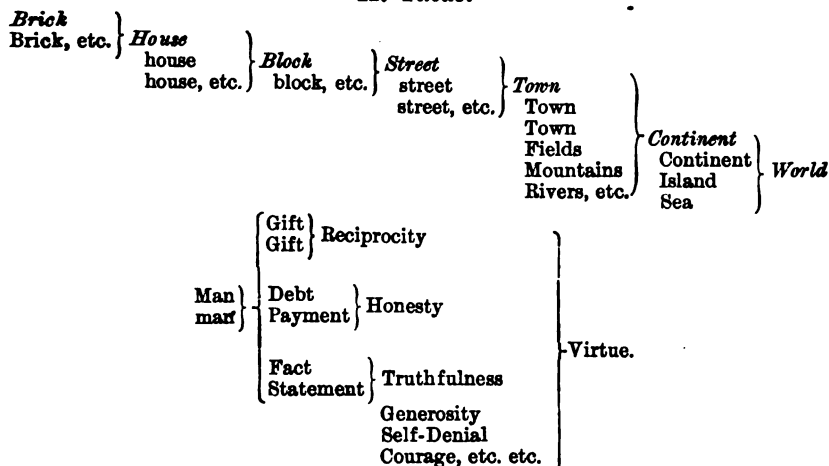 Brick
Brick, etc. House
house
house, etc. Block
block, etc. Street
street
street, etc. Town
Town
Town
Fields
Mountains
Rivers, etc. Continent
Continent
Island
Sea World
Man
man
Gift
Gift Reciprocity
Debt
Payment Honesty
Fact
Statement Truthfulness
Generosity
Self-Denial
Courage, etc. etc.
Virtue.